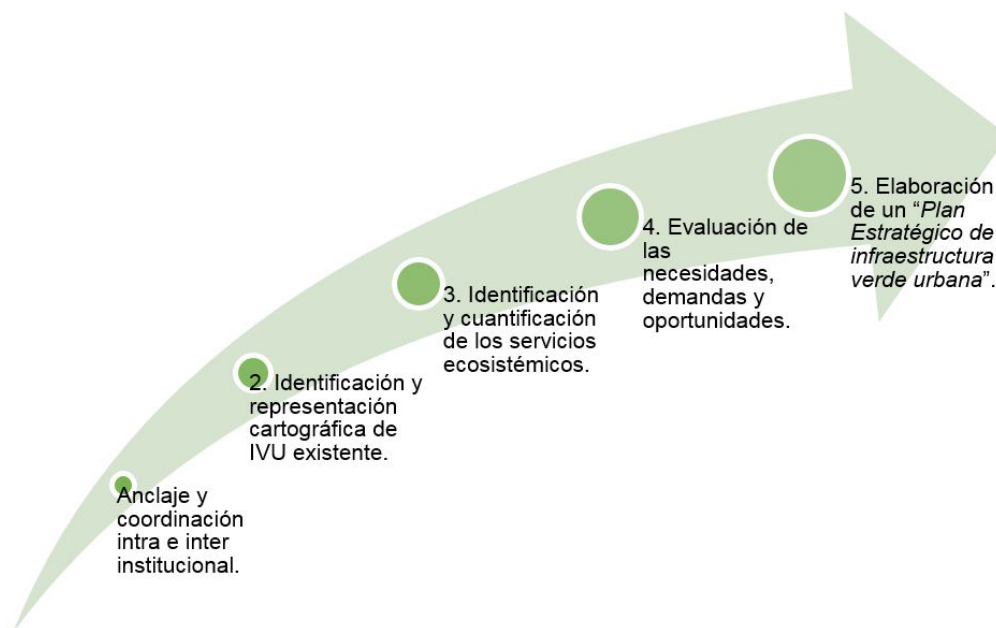 Anclaje y
coordinación
intra e inter
institucional.
2. Identificación y
representación
cartográfica de
IVU existente.
3. Identificación
y cuantificación
de los servicios
ecosistémicos.
4. Evaluación de
las
necesidades,
demandas y
oportunidades.
5. Elaboración
de un “Plan
Estratégico de
infraestructura
verde urbana”.